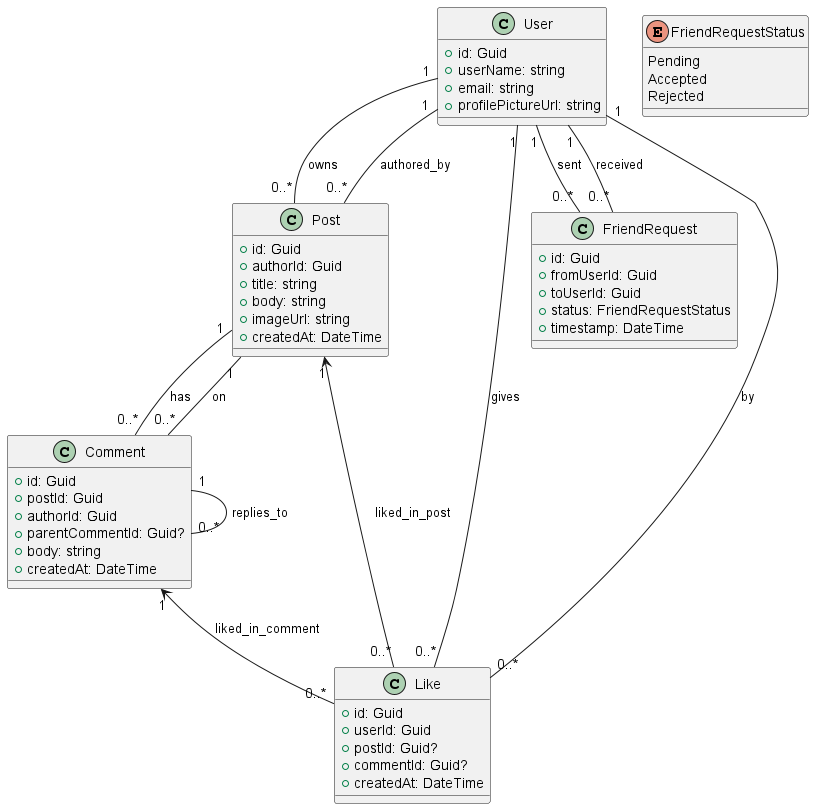 C User
id: Guid
userName: string
email: string
profilePictureUrl: string
E FriendRequestStatus
Pending
Accepted
Rejected
1
1
1
1
1
1
owns
authored_by
sent
received
0..*
0..*
0..*
0..*
C Post
id: Guid
authorId: Guid
title: string
body: string
imageUrl: string
createdAt: DateTime
C FriendRequest
id: Guid
fromUserId: Guid
toUserId: Guid
status: FriendRequestStatus
timestamp: DateTime
1
1
1
has
on
gives
by
0..*
0..*
C Comment
id: Guid
postId: Guid
authorId: Guid
parentCommentId: Guid?
body: string
createdAt: DateTime
1
replies_to
0..*
liked_in_post
1
liked_in_comment
0..*
0..*
0..*
0..*
C Like
id: Guid
userId: Guid
postId: Guid?
commentId: Guid?
createdAt: DateTime